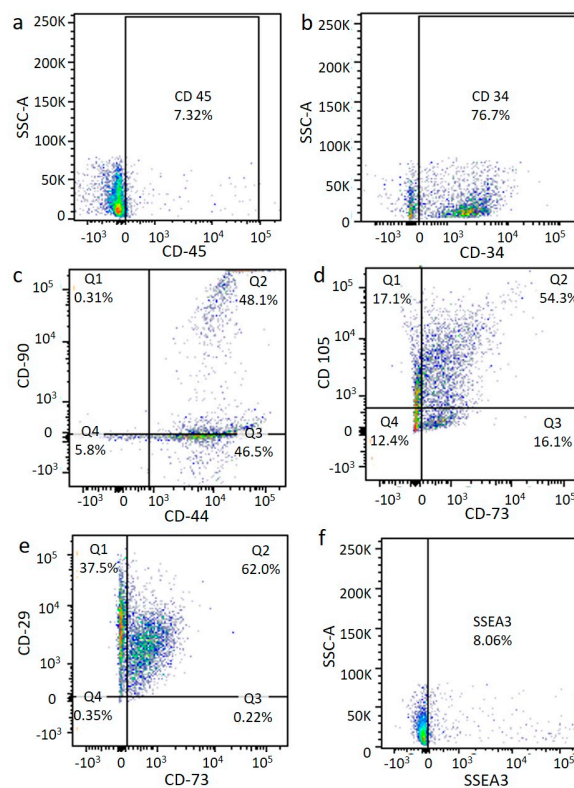 a
250K
200K
150K
100K
50K
0
SSC-A
CD 45
7.32%
-10³ 0 10³ 10⁴ 10⁵
CD-45
b
250K
200K
150K
100K
50K
0
SSC-A
CD 34
76.7%
-10³ 0 10³ 10⁴ 10⁵
CD-34
c
Q1
0.31%
Q2
48.1%
10⁵
10⁴
10³
0
-10³
CD-90
Q4
5.8%
Q3
46.5%
-10³ 0 10³ 10⁴ 10⁵
CD-44
d
Q1
17.1%
Q2
54.3%
10⁵
10⁴
10³
0
-10³
CD 105
Q4
12.4%
Q3
16.1%
-10³ 0 10³ 10⁴ 10⁵
CD-73
e
Q1
37.5%
Q2
62.0%
10⁵
10⁴
10³
0
-10³
CD-29
Q4
0.35%
Q3
0.22%
-10³ 0 10³ 10⁴ 10⁵
CD-73
f
250K
200K
150K
100K
50K
0
SSC-A
SSEA3
8.06%
-10³ 0 10³ 10⁴ 10⁵
SSEA3